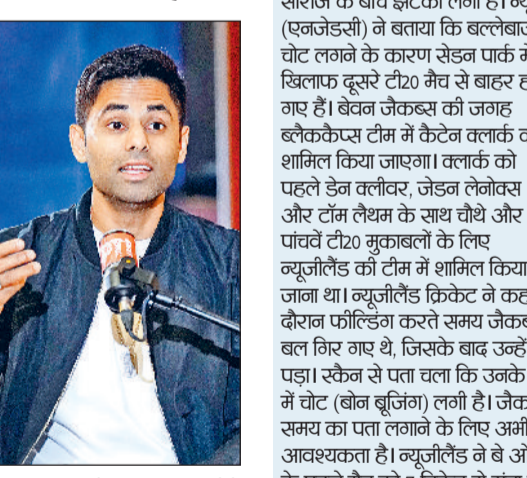 (एनजेडसी) ने बताया कि बल्लेबाज
चोट लगने के कारण सेडन पार्क में
खिलाफ दूसरे टी20 मैच से बाहर हो
गए हैं। बेवन जैकब्स की जगह
ब्लैककैप्स टीम में कैटेन क्लार्क को
शामिल किया जाएगा। क्लार्क को
पहले डेन क्लीवर, जेडन लेनोक्स
और टॉम लैथम के साथ चौथे और
पांचवें टी20 मुकाबलों के लिए
न्यूजीलैंड की टीम में शामिल किया
जाना था। न्यूजीलैंड क्रिकेट ने कहा
दौरान फील्डिंग करते समय जैकब
बल गिर गए थे, जिसके बाद उन्हें
पड़ा। स्कैन से पता चला कि उनके
में चोट (बोन ब्रूजिंग) लगी है। जैक
समय का पता लगाने के लिए अभी
आवश्यकता है। न्यूजीलैंड ने बे ओ